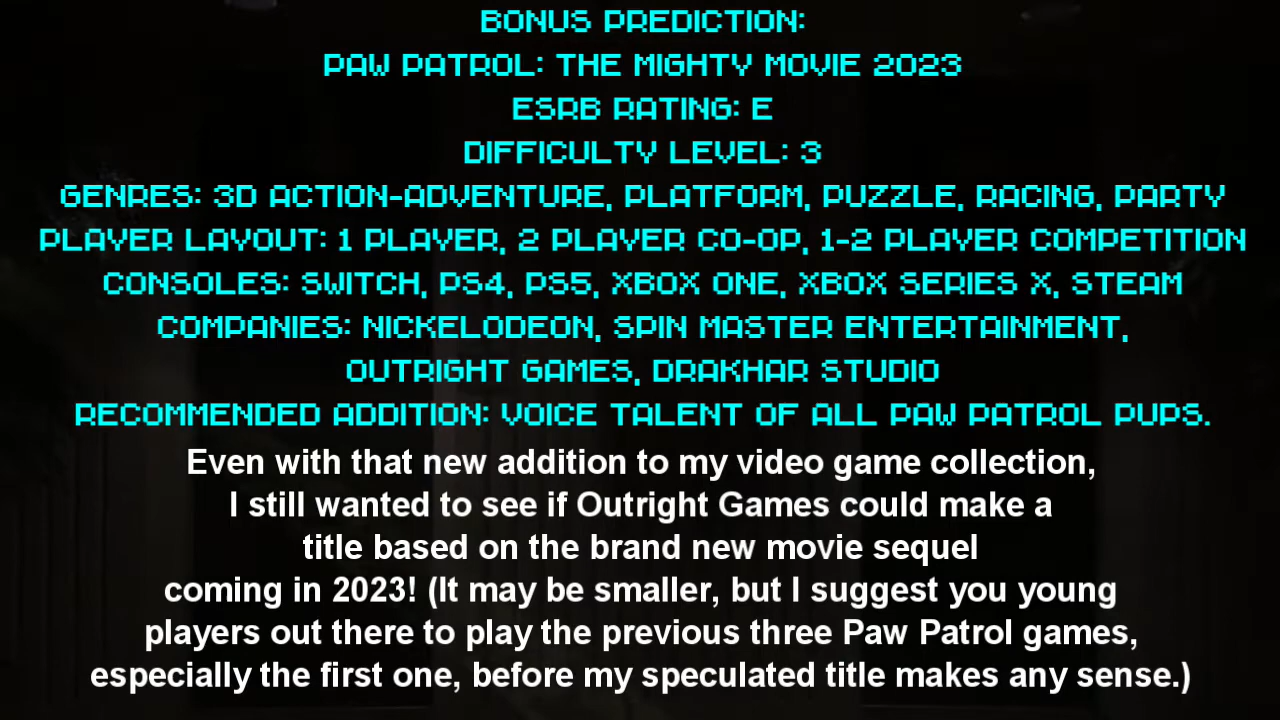 BONUS PREDICTION:
PAW PATROL: THE MIGHTY MOVIE 2023
ESRB RATING: E
DIFFICULTY LEVEL: 3
GENRES: 3D ACTION-ADVENTURE, PLATFORM, PUZZLE, RACING, PARTY
PLAYER LAYOUT: 1 PLAYER, 2 PLAYER CO-OP, 1-2 PLAYER COMPETITION
CONSOLES: SWITCH, PS4, PS5, XBOX ONE, XBOX SERIES X, STEAM
COMPANIES: NICKELODEON, SPIN MASTER ENTERTAINMENT,
OUTRIGHT GAMES, DRAKHAR STUDIO
RECOMMENDED ADDITION: VOICE TALENT OF ALL PAW PATROL PUPS.
Even with that new addition to my video game collection,
I still wanted to see if Outright Games could make a
title based on the brand new movie sequel
coming in 2023! (It may be smaller, but I suggest you young
players out there to play the previous three Paw Patrol games,
especially the first one, before my speculated title makes any sense.)